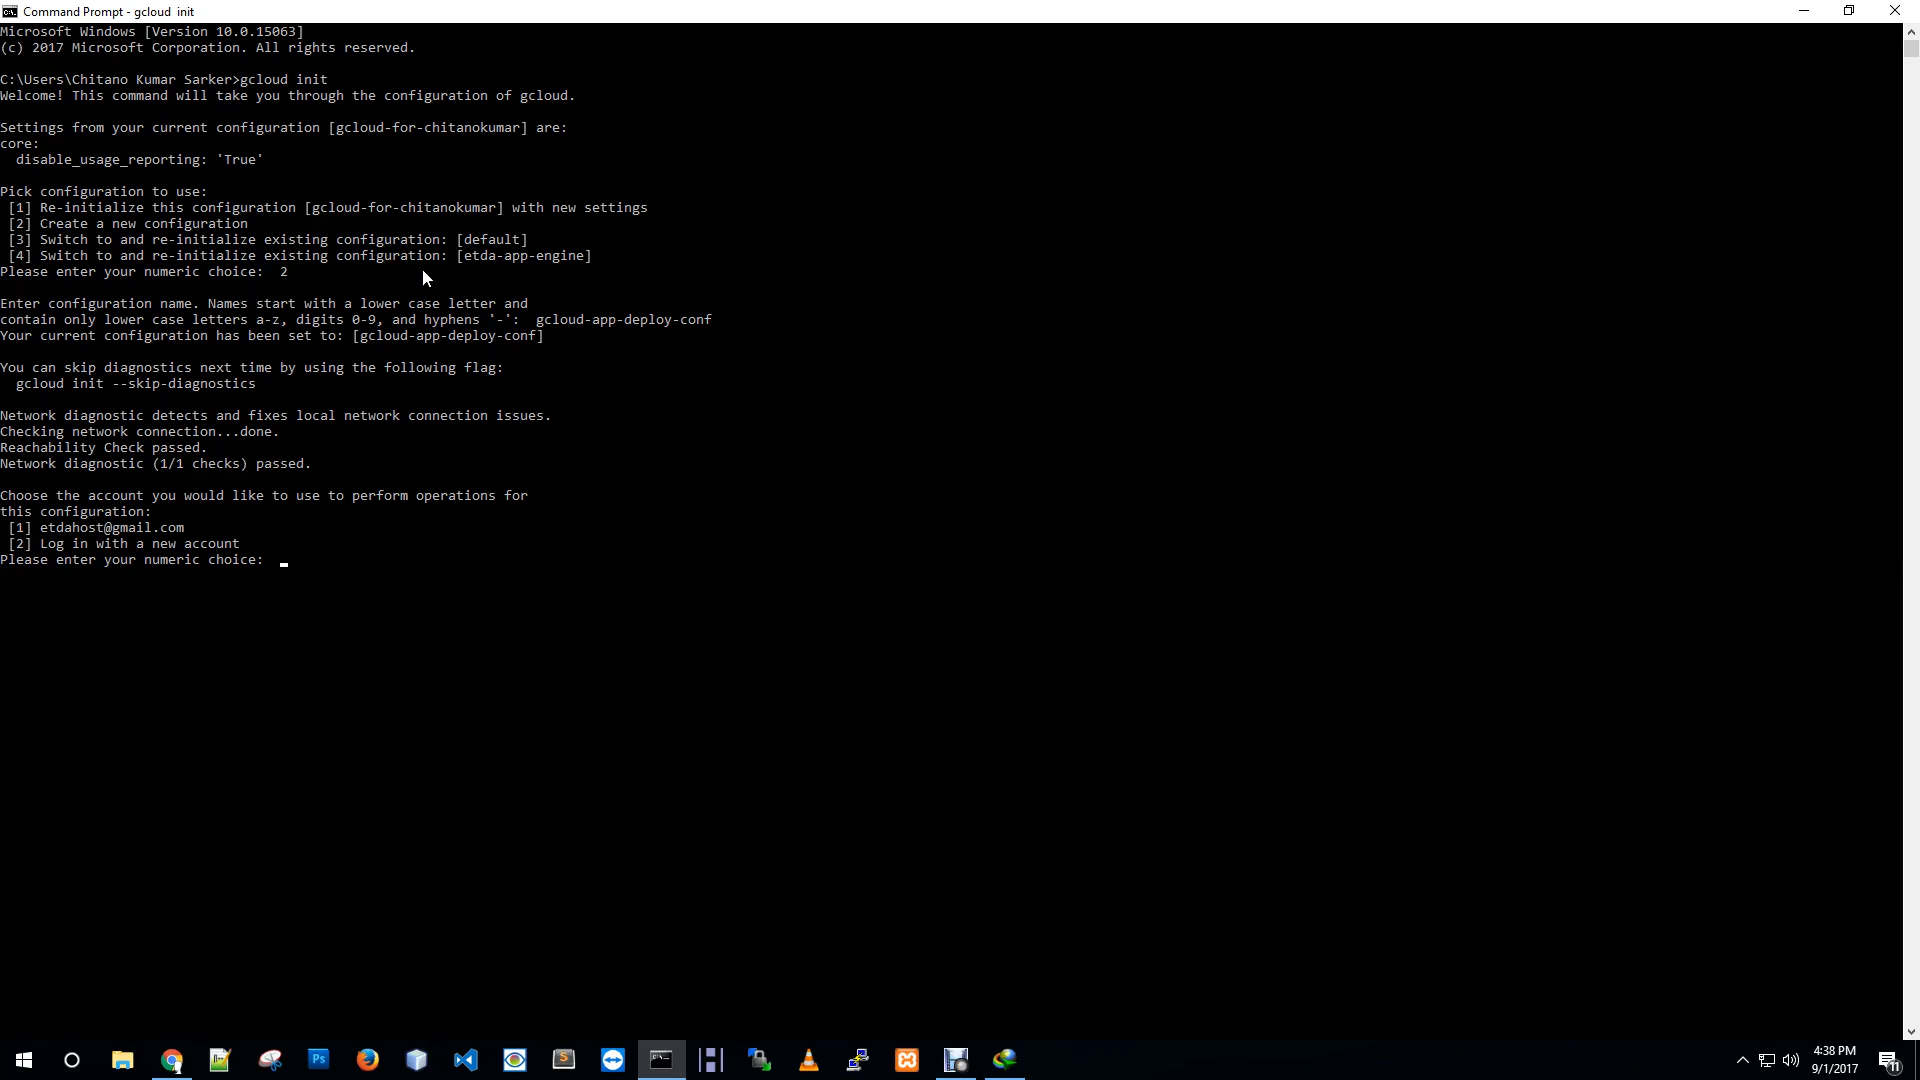 Command Prompt - gcloud  init
Microsoft Windows [Version 10.0.15063]
(c) 2017 Microsoft Corporation. All rights reserved.
C:\Users\Chitano Kumar Sarker>gcloud init
Welcome! This command will take you through the configuration of gcloud.
Settings from your current configuration [gcloud-for-chitanokumar] are:
core:
  disable_usage_reporting: 'True'
Pick configuration to use:
 [1] Re-initialize this configuration [gcloud-for-chitanokumar] with new settings
 [2] Create a new configuration
 [3] Switch to and re-initialize existing configuration: [default]
 [4] Switch to and re-initialize existing configuration: [etda-app-engine]
Please enter your numeric choice:  2
Enter configuration name. Names start with a lower case letter and
contain only lower case letters a-z, digits 0-9, and hyphens '-':  gcloud-app-deploy-conf
Your current configuration has been set to: [gcloud-app-deploy-conf]
You can skip diagnostics next time by using the following flag:
  gcloud init --skip-diagnostics
Network diagnostic detects and fixes local network connection issues.
Checking network connection...done.
Reachability Check passed.
Network diagnostic (1/1 checks) passed.
Choose the account you would like to use to perform operations for
this configuration:
 [1] etdahost@gmail.com
 [2] Log in with a new account
Please enter your numeric choice:
Ps
S
4:38 PM
9/1/2017
11